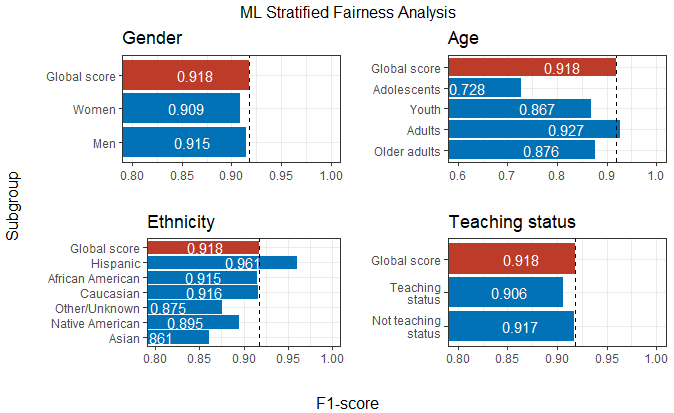 ML Stratified Fairness Analysis
Gender
Global score
0.918
Women
0.909
Men
0.915
0.80 0.85 0.90 0.95 1.00
Age
Global score
0.918
Adolescents
0.728
Youth
0.867
Adults
0.927
Older adults
0.876
0.6 0.7 0.8 0.9 1.0
Subgroup
Ethnicity
Global score
0.918
Hispanic
0.961
African American
0.915
Caucasian
0.916
Other/Unknown
0.875
Native American
0.895
Asian
861
0.80 0.85 0.90 0.95 1.00
Teaching status
Global score
0.918
Teaching
status
0.906
Not teaching
status
0.917
0.80 0.85 0.90 0.95 1.00
F1-score